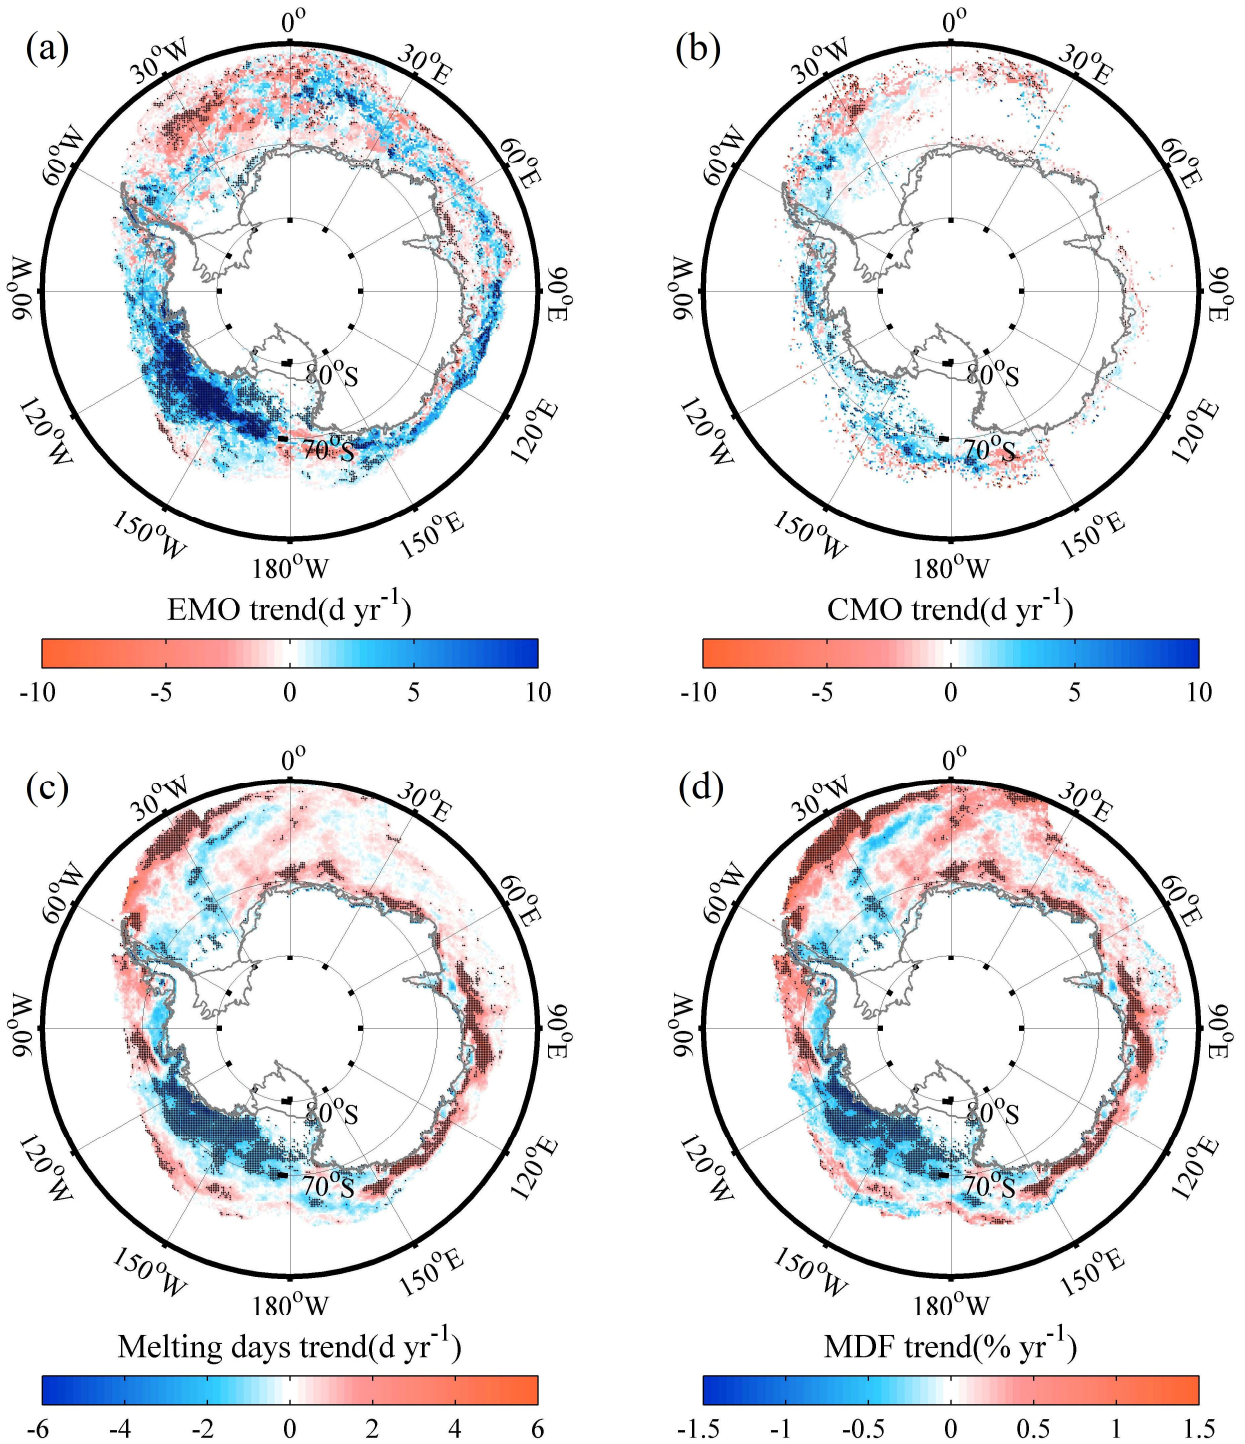 (a)
(b)
0°
30°W
30°E
60°W
60°E
90°W
90°E
80°S
70°S
120°W
120°E
150°W
150°E
180°W
0°
30°W
30°E
60°W
60°E
90°W
90°E
80°S
70°S
120°W
120°E
150°W
150°E
180°W
EMO trend(d yr⁻¹)
-10 -5 0 5 10
CMO trend(d yr⁻¹)
-10 -5 0 5 10
(c)
(d)
0°
30°W
30°E
60°W
60°E
90°W
90°E
80°S
70°S
120°W
120°E
150°W
150°E
180°W
0°
30°W
30°E
60°W
60°E
90°W
90°E
80°S
70°S
120°W
120°E
150°W
150°E
180°W
Melting days trend(d yr⁻¹)
-6 -4 -2 0 2 4 6
MDF trend(% yr⁻¹)
-1.5 -1 -0.5 0 0.5 1 1.5